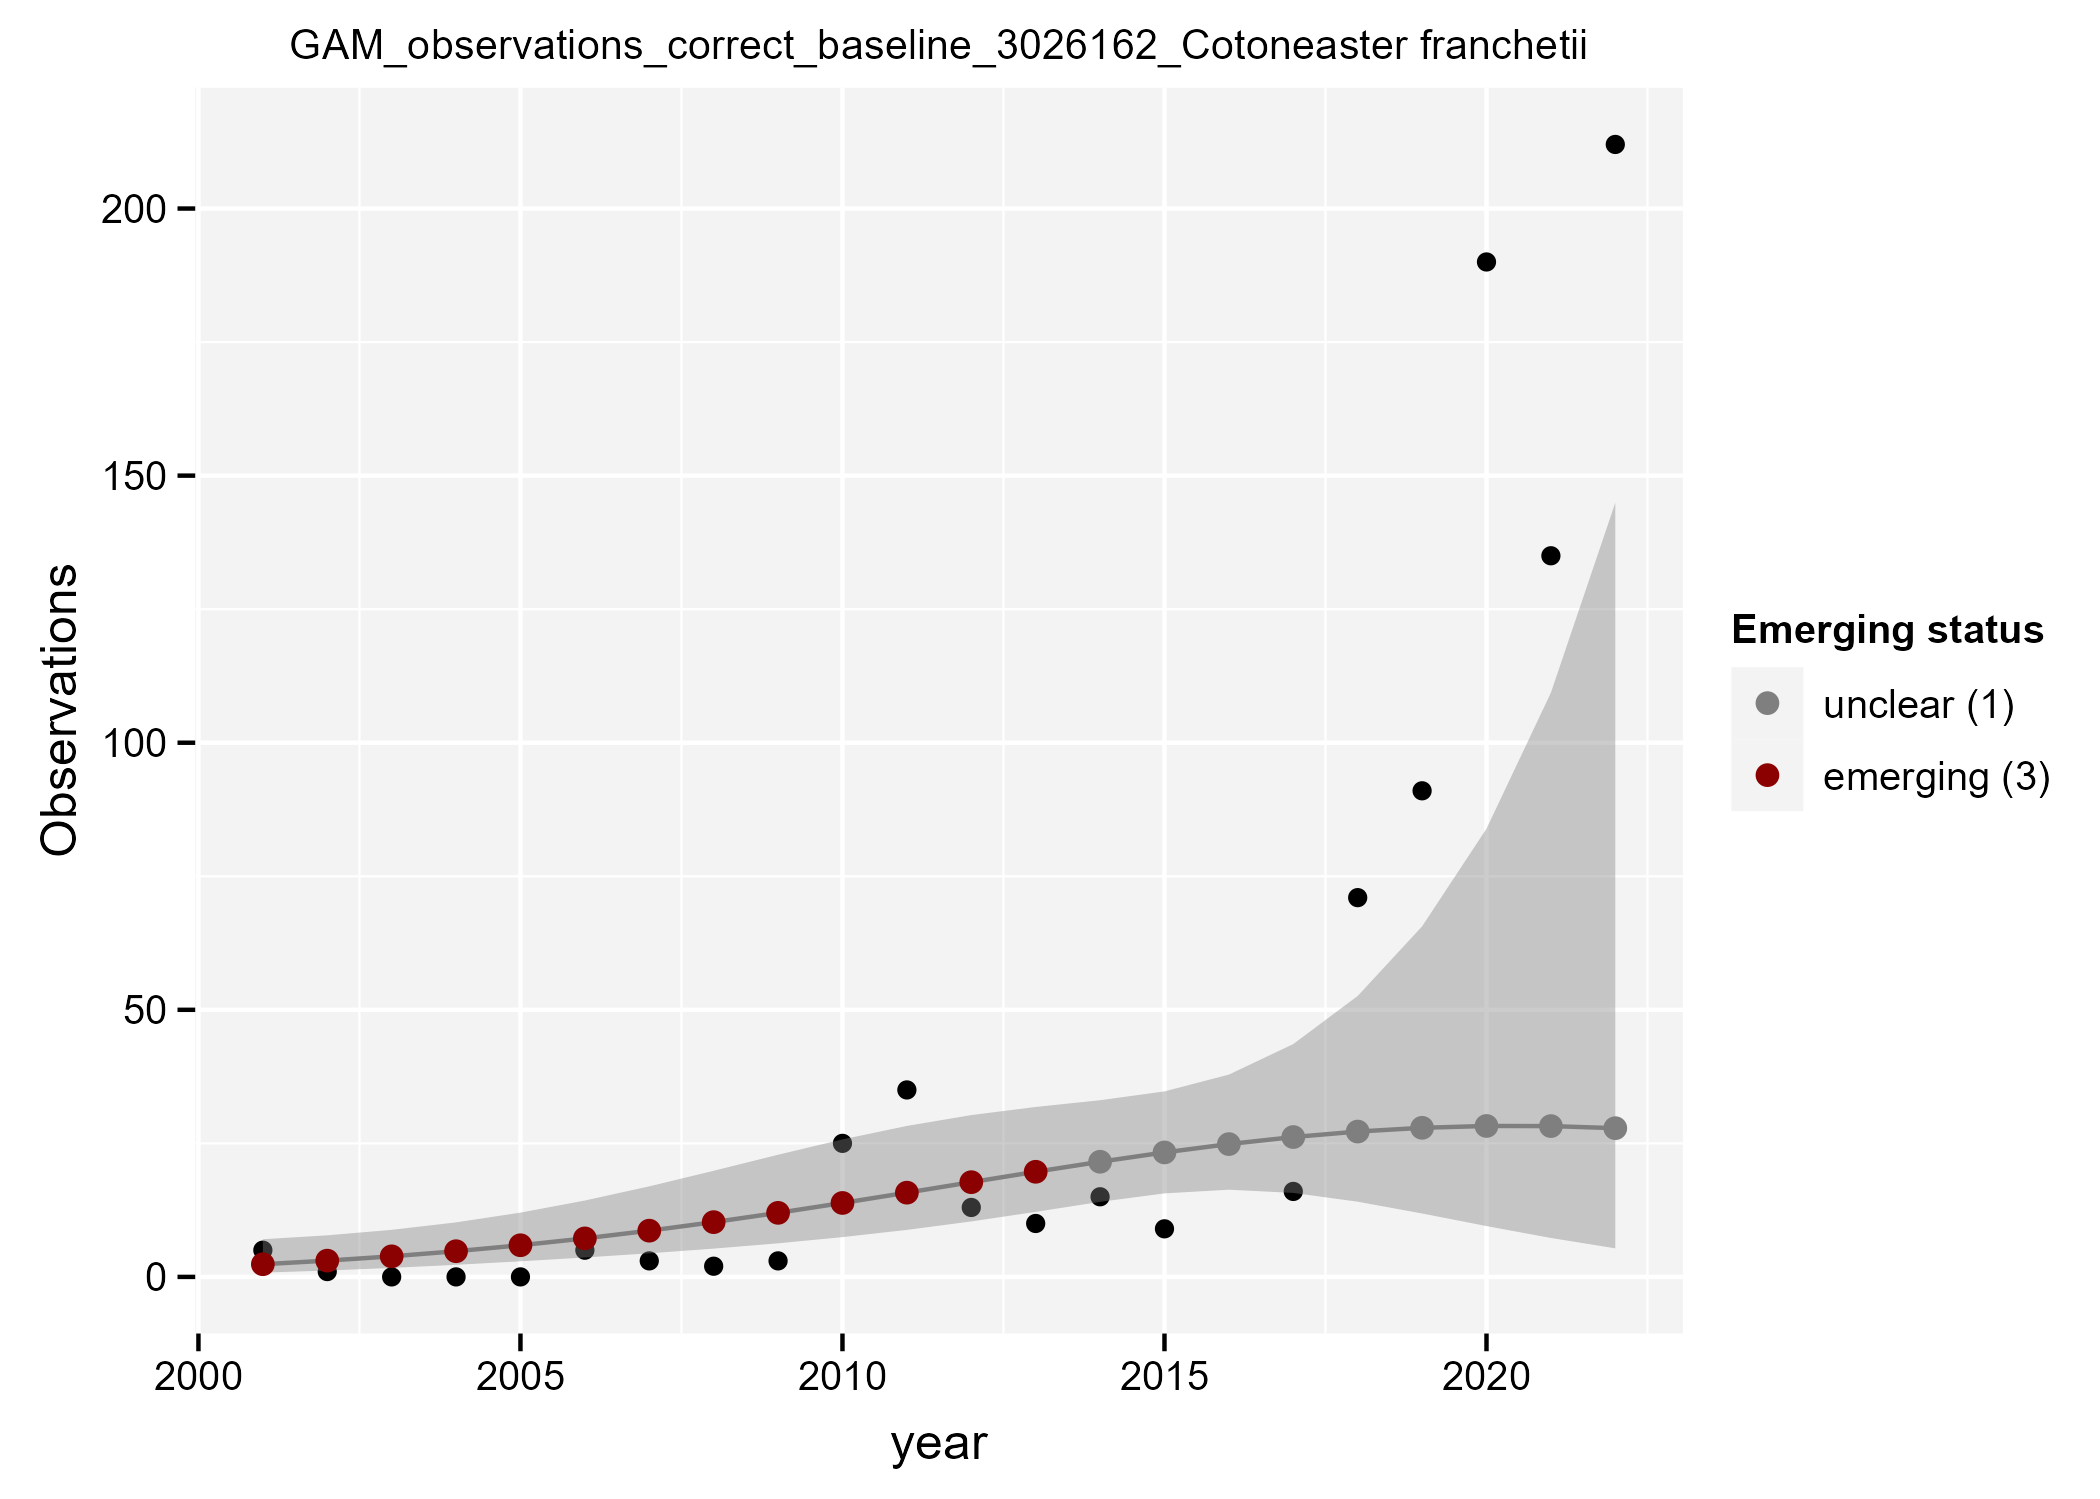 GAM_observations_correct_baseline_3026162_Cotoneaster franchetii
Observations
200
150
100
50
0
2000 2005 2010 2015 2020
year
Emerging status
unclear (1)
emerging (3)